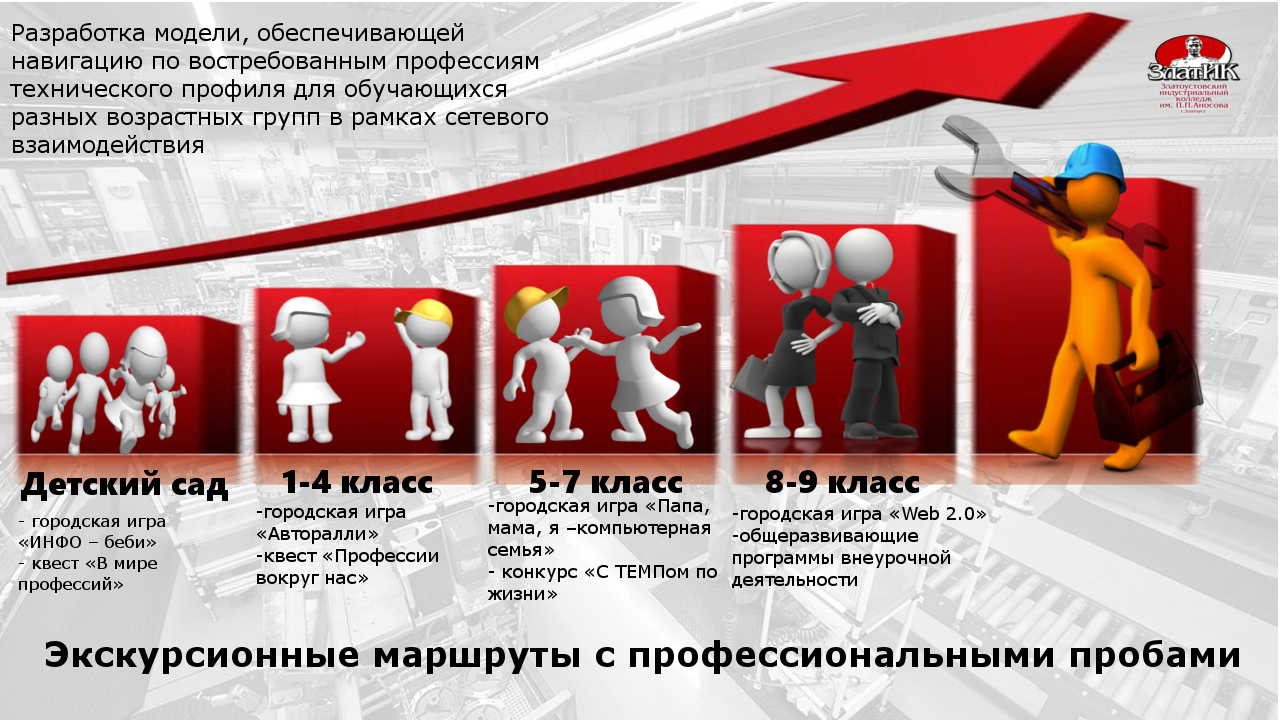 Разработка модели, обеспечивающей
навигацию по востребованным профессиям
технического профиля для обучающихся
разных возрастных групп в рамках сетевого
взаимодействия
ЗлатИК
Златоустовский
индустриальный
колледж
им. П.П.Аносова
г. Златоуст
Детский сад
- городская игра
«ИНФО – беби»
- квест «В мире
профессий»
1-4 класс
-городская игра
«Авторалли»
-квест «Профессии
вокруг нас»
5-7 класс
-городская игра «Папа,
мама, я –компьютерная
семья»
- конкурс «С ТЕМПом по
жизни»
8-9 класс
-городская игра «Web 2.0»
-общеразвивающие
программы внеурочной
деятельности
Экскурсионные маршруты с профессиональными пробами